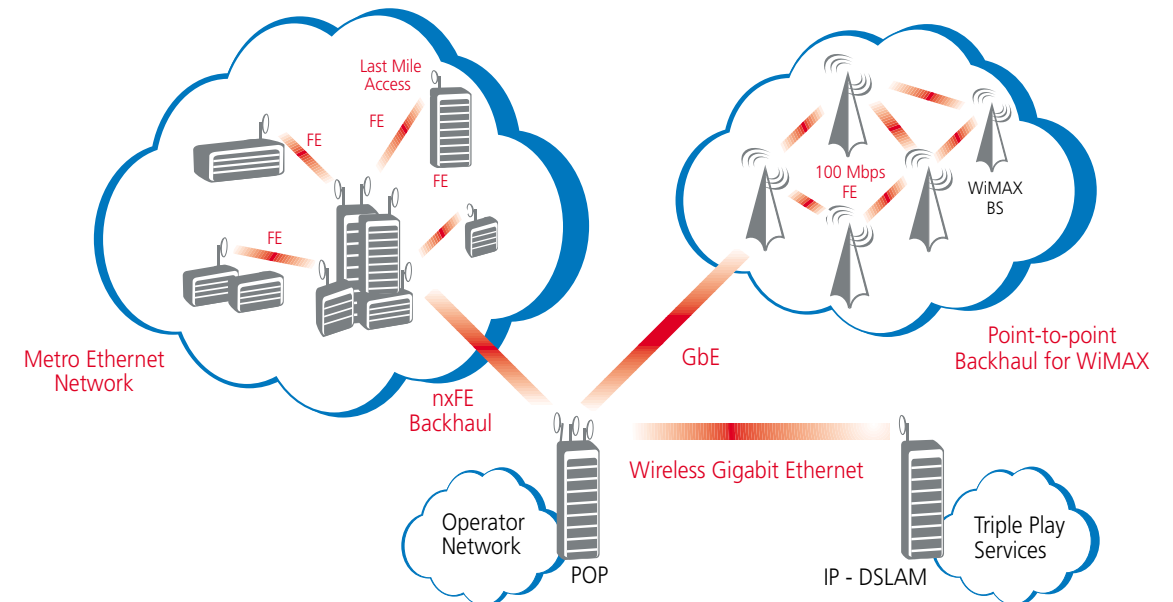 Last Mile
Access
FE
FE
FE
FE
Metro Ethernet
Network
nxFE
Backhaul
100 Mbps
FE
WiMAX
BS
Point-to-point
Backhaul for WiMAX
GbE
Wireless Gigabit Ethernet
Operator
Network
POP
IP - DSLAM
Triple Play
Services